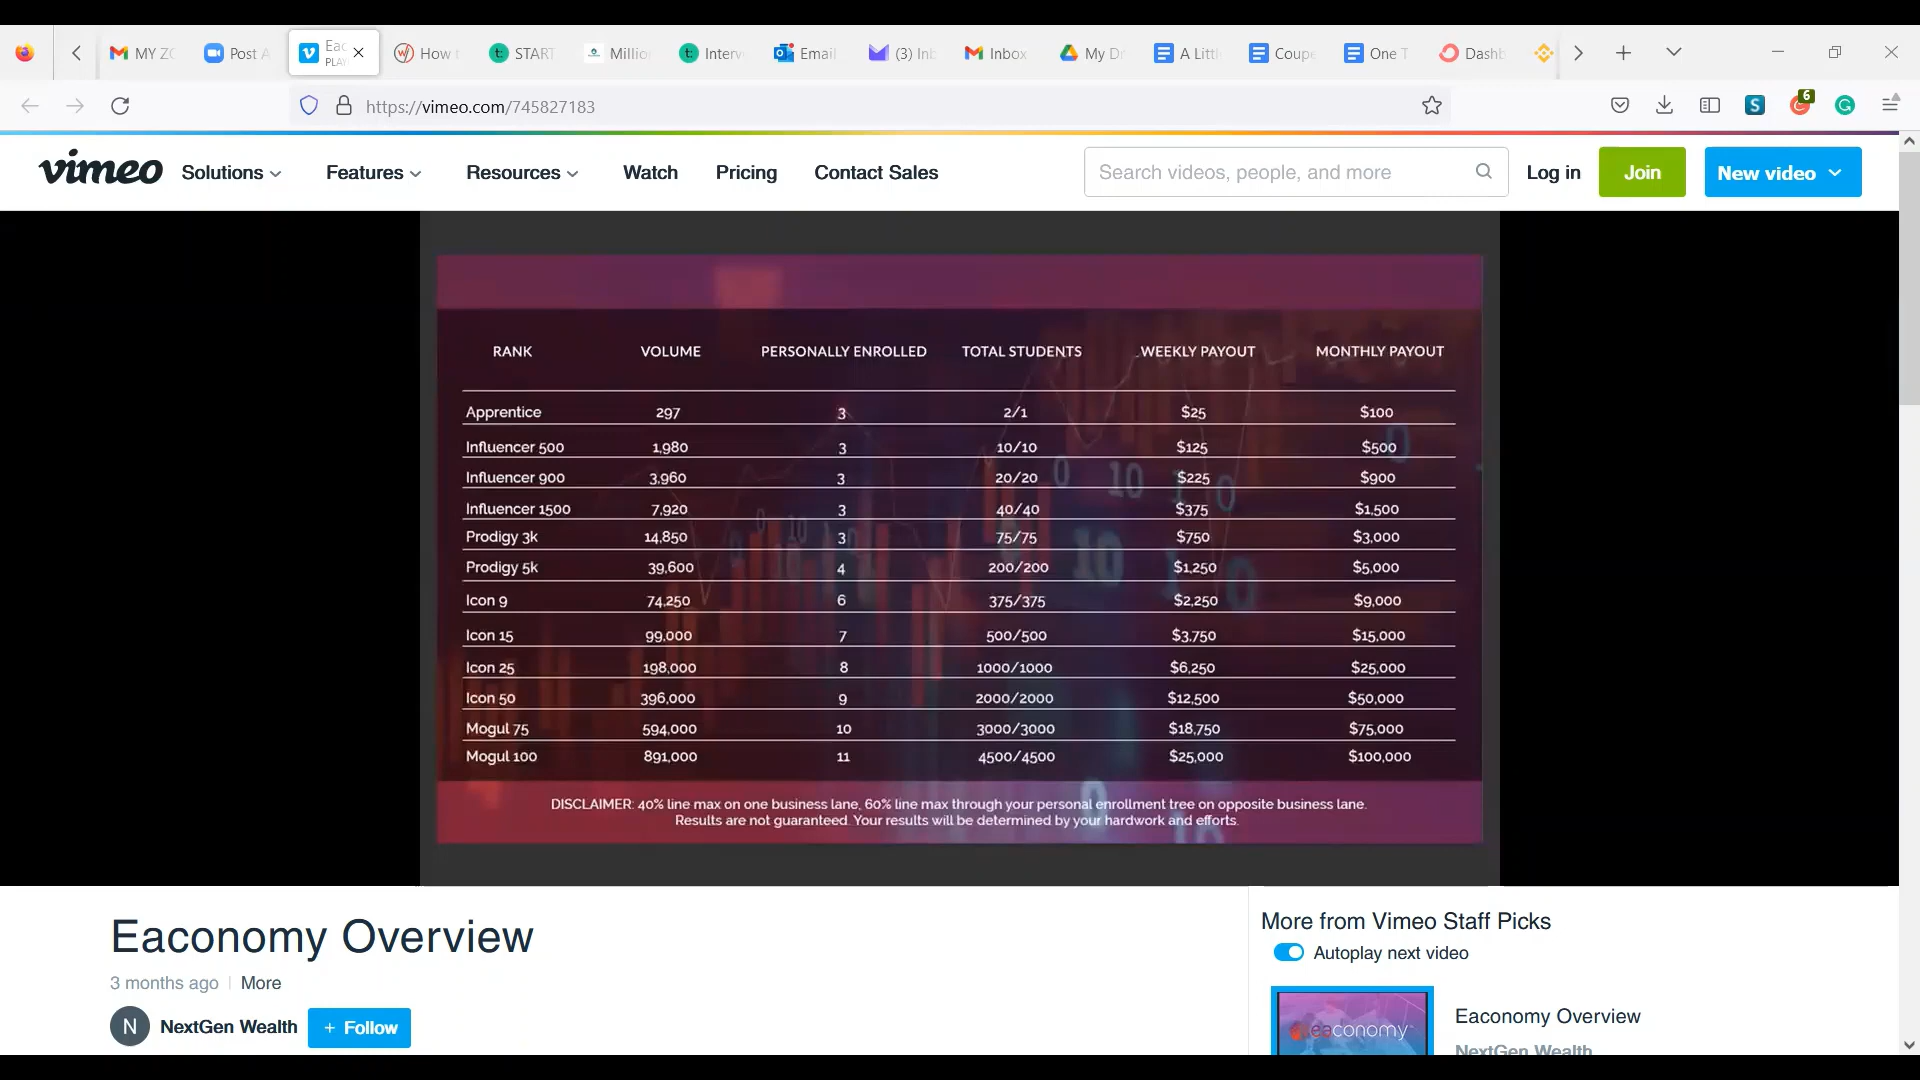 MY ZO
Post A
Eac
PLAY
How t
START
Millio
Interv
Email
(3) Inb
Inbox
My Dr
A Littl
Coupe
One T
Dashb
https://vimeo.com/745827183
6
vimeo
Solutions
Features
Resources
Watch
Pricing
Contact Sales
Search videos, people, and more
Log in
Join
New video
RANK VOLUME PERSONALLY ENROLLED TOTAL STUDENTS WEEKLY PAYOUT MONTHLY PAYOUT
Apprentice 297 3 2/1 $25 $100
Influencer 500 1,980 3 10/10 $125 $500
Influencer 900 3,960 3 20/20 $225 $900
Influencer 1500 7,920 3 40/40 $375 $1,500
Prodigy 3k 14,850 3 75/75 $750 $3,000
Prodigy 5k 39,600 4 200/200 $1,250 $5,000
Icon 9 74,250 6 375/375 $2,250 $9,000
Icon 15 99,000 7 500/500 $3,750 $15,000
Icon 25 198,000 8 1000/1000 $6,250 $25,000
Icon 50 396,000 9 2000/2000 $12,500 $50,000
Mogul 75 594,000 10 3000/3000 $18,750 $75,000
Mogul 100 891,000 11 4500/4500 $25,000 $100,000
DISCLAIMER: 40% line max on one business lane, 60% line max through your personal enrollment tree on opposite business lane.
Results are not guaranteed. Your results will be determined by your hardwork and efforts.
Eaconomy Overview
3 months ago
More
N
NextGen Wealth
+ Follow
More from Vimeo Staff Picks
Autoplay next video
eaconomy
Eaconomy Overview
NextGen Wealth